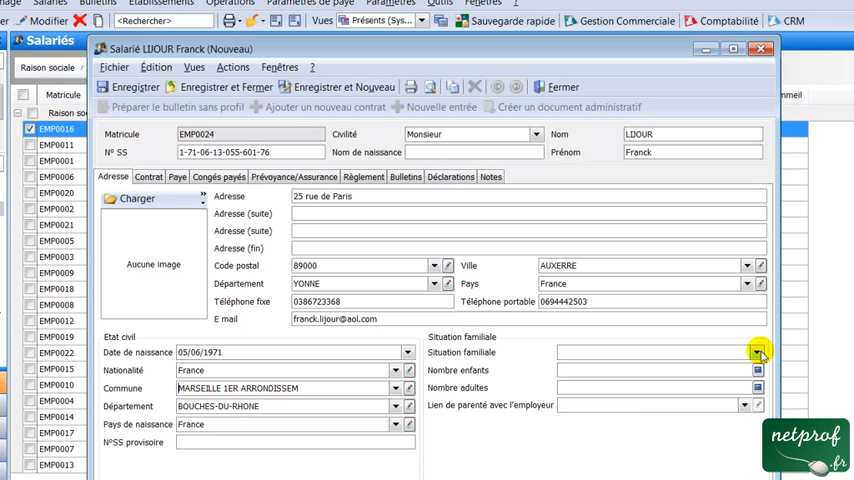 nage Salariés Bulletins Etablissements Opérations Paramètres de paye Paramètres Outils ?
Modifier <Rechercher> Vues Présents (Sys... Sauvegarde rapide Gestion Commerciale Comptabilité CRM
Salariés
Raison sociale
Matricule
Raison soc
EMP0016
EMP0011
EMP0001
EMP0006
EMP0020
EMP0002
EMP0021
EMP0005
EMP0003
EMP0009
EMP0018
EMP0008
EMP0012
EMP0019
EMP0022
EMP0015
EMP0010
EMP0004
EMP0014
EMP0017
EMP0007
EMP0013
Salarié LIJOUR Franck (Nouveau)
Fichier Édition Vues Actions Fenêtres ?
Enregistrer Enregistrer et Fermer Enregistrer et Nouveau Fermer
Préparer le bulletin sans profil Ajouter un nouveau contrat Nouvelle entrée Créer un document administratif
Matricule EMP0024 Civilité Monsieur Nom LIJOUR
N° SS 1-71-06-13-055-601-76 Nom de naissance Prénom Franck
Adresse Contrat Paye Congés payés Prévoyance/Assurance Règlement Bulletins Déclarations Notes
Charger »
Aucune image
Adresse 25 rue de Paris
Adresse (suite)
Adresse (suite)
Adresse (fin)
Code postal 89000 Ville AUXERRE
Département YONNE Pays France
Téléphone fixe 0386723368 Téléphone portable 0694442503
E mail franck.lijour@aol.com
Etat civil
Date de naissance 05/06/1971
Nationalité France
Commune MARSEILLE 1ER ARRONDISSEM
Département BOUCHES-DU-RHONE
Pays de naissance France
N°SS provisoire
Situation familiale
Situation familiale
Nombre enfants
Nombre adultes
Lien de parenté avec l'employeur
netprof
.fr